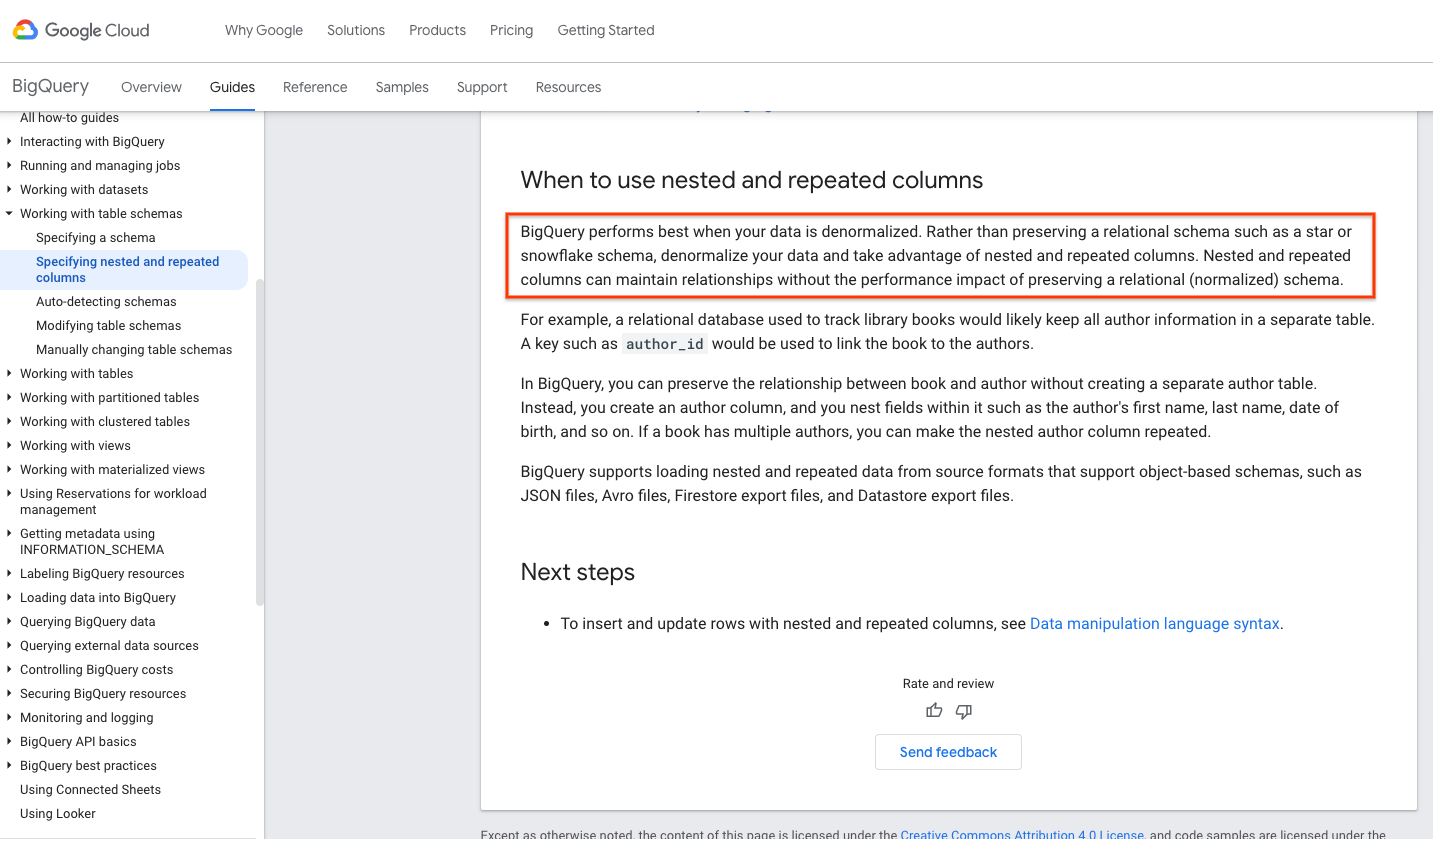 Google Cloud
Why Google
Solutions
Products
Pricing
Getting Started
BigQuery
Overview
Guides
Reference
Samples
Support
Resources
All how-to guides
Interacting with BigQuery
Running and managing jobs
Working with datasets
Working with table schemas
Specifying a schema
Specifying nested and repeated
columns
Auto-detecting schemas
Modifying table schemas
Manually changing table schemas
Working with tables
Working with partitioned tables
Working with clustered tables
Working with views
Working with materialized views
Using Reservations for workload
management
Getting metadata using
INFORMATION_SCHEMA
Labeling BigQuery resources
Loading data into BigQuery
Querying BigQuery data
Querying external data sources
Controlling BigQuery costs
Securing BigQuery resources
Monitoring and logging
BigQuery API basics
BigQuery best practices
Using Connected Sheets
Using Looker
When to use nested and repeated columns
BigQuery performs best when your data is denormalized. Rather than preserving a relational schema such as a star or
snowflake schema, denormalize your data and take advantage of nested and repeated columns. Nested and repeated
columns can maintain relationships without the performance impact of preserving a relational (normalized) schema.
For example, a relational database used to track library books would likely keep all author information in a separate table.
A key such as author_id would be used to link the book to the authors.
In BigQuery, you can preserve the relationship between book and author without creating a separate author table.
Instead, you create an author column, and you nest fields within it such as the author's first name, last name, date of
birth, and so on. If a book has multiple authors, you can make the nested author column repeated.
BigQuery supports loading nested and repeated data from source formats that support object-based schemas, such as
JSON files, Avro files, Firestore export files, and Datastore export files.
Next steps
• To insert and update rows with nested and repeated columns, see Data manipulation language syntax.
Rate and review
Send feedback
Except as otherwise noted, the content of this page is licensed under the Creative Commons Attribution 4.0 License, and code samples are licensed under the